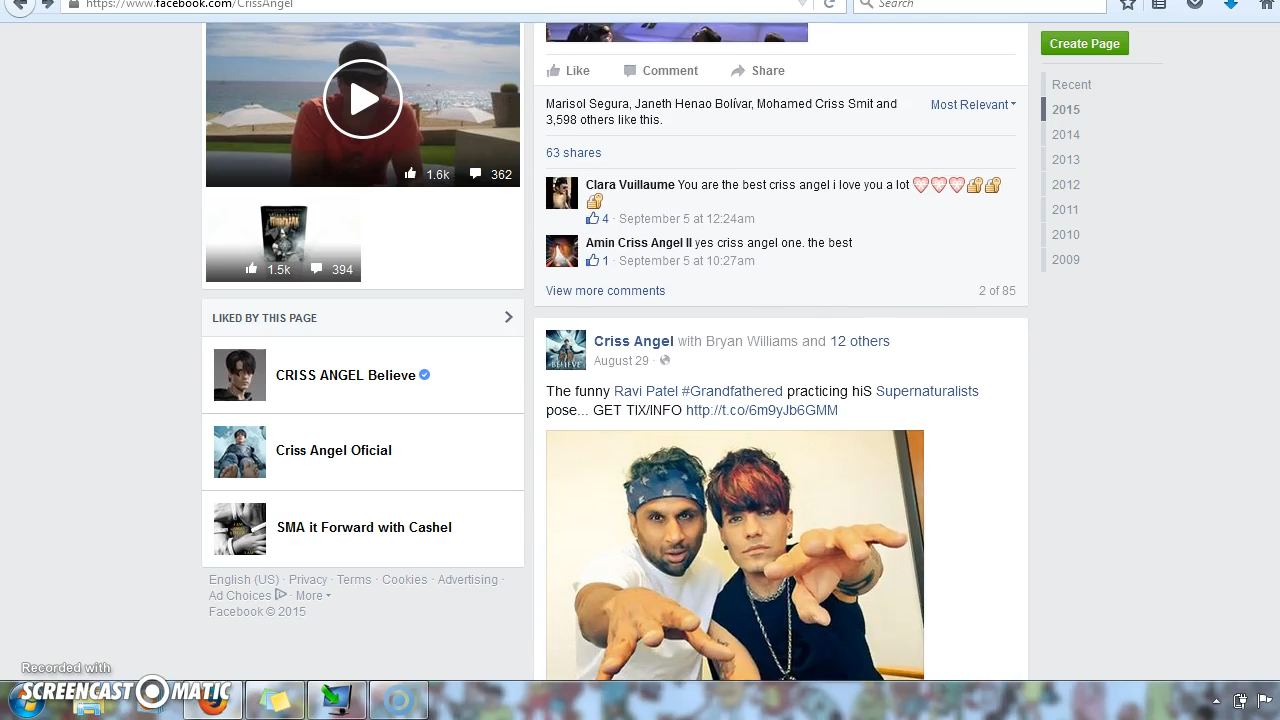 https://www.facebook.com/CrissAngel
Search
1.6k 362
1.5k 394
LIKED BY THIS PAGE
CRISS ANGEL Believe
Criss Angel Oficial
SMA it Forward with Cashel
English (US) · Privacy · Terms · Cookies · Advertising ·
Ad Choices · More
Facebook © 2015
Like Comment Share
Marisol Segura, Janeth Henao Bolívar, Mohamed Criss Smit and
3,598 others like this.
Most Relevant
63 shares
Clara Vuillaume You are the best criss angel i love you a lot
4 · September 5 at 12:24am
Amin Criss Angel II yes criss angel one. the best
1 · September 5 at 10:27am
View more comments
2 of 85
BELIEVE
Criss Angel with Bryan Williams and 12 others
August 29 ·
The funny Ravi Patel #Grandfathered practicing hiS Supernaturalists
pose... GET TIX/INFO http://t.co/6m9yJb6GMM
Create Page
Recent
2015
2014
2013
2012
2011
2010
2009
Recorded with
SCREENCAST MATIC